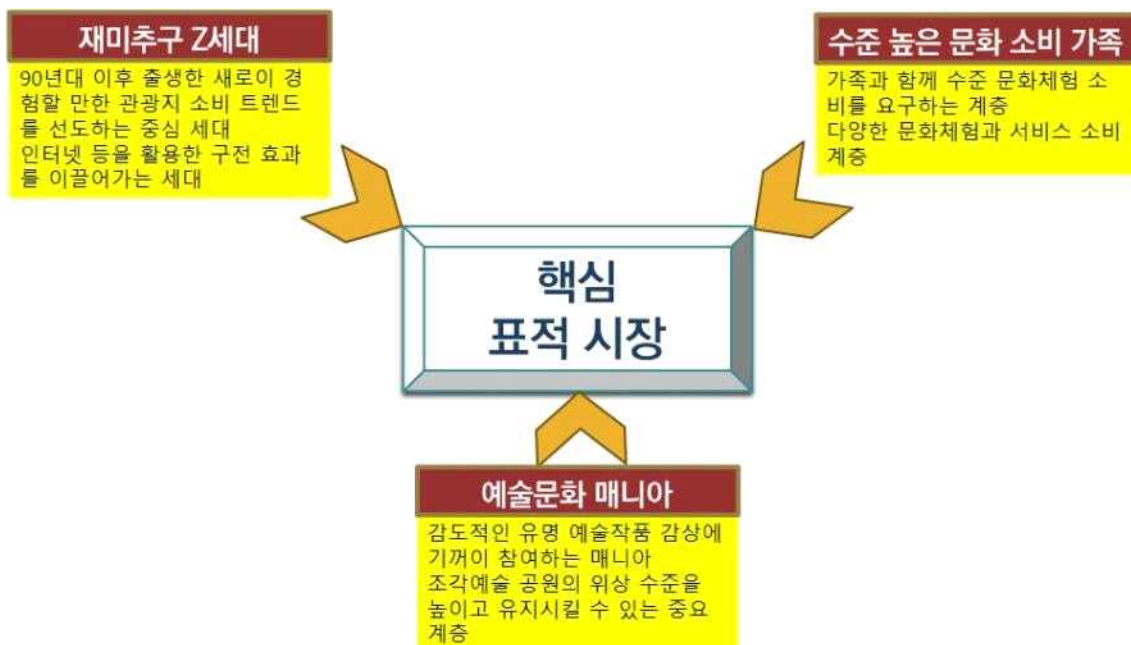 재미추구 Z세대
90년대 이후 출생한 새로이 경
험할 만한 관광지 소비 트렌드
를 선도하는 중심 세대
인터넷 등을 활용한 구전 효과
를 이끌어가는 세대
수준 높은 문화 소비 가족
가족과 함께 수준 문화체험 소
비를 요구하는 계층
다양한 문화체험과 서비스 소비
계층
핵심
표적 시장
예술문화 매니아
감도적인 유명 예술작품 감상에
기꺼이 참여하는 매니아
조각예술 공원의 위상 수준을
높이고 유지시킬 수 있는 중요
계층